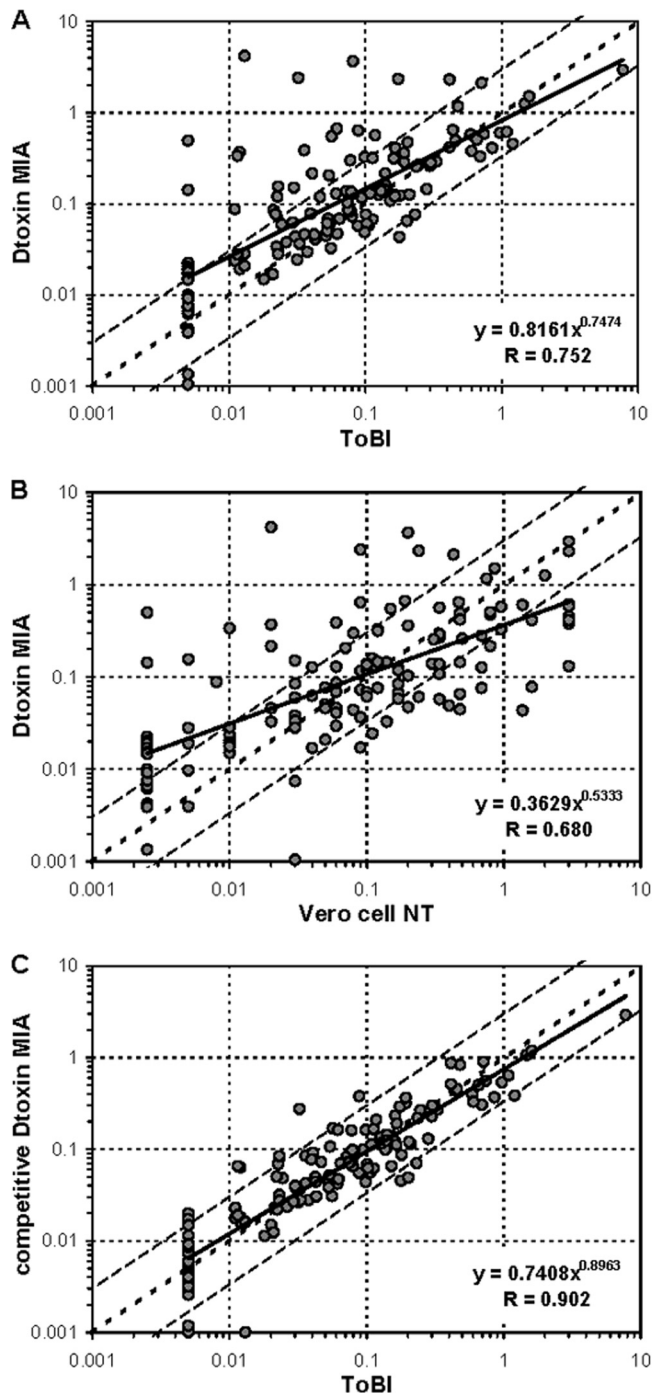 A
10
1
0.1
0.01
0.001
Dtoxin MIA
y = 0.8161x^0.7474
R = 0.752
0.001 0.01 0.1 1 10
ToBI
B
10
1
0.1
0.01
0.001
Dtoxin MIA
y = 0.3629x^0.5333
R = 0.680
0.001 0.01 0.1 1 10
Vero cell NT
C
10
1
0.1
0.01
0.001
competitive Dtoxin MIA
y = 0.7408x^0.8963
R = 0.902
0.001 0.01 0.1 1 10
ToBI